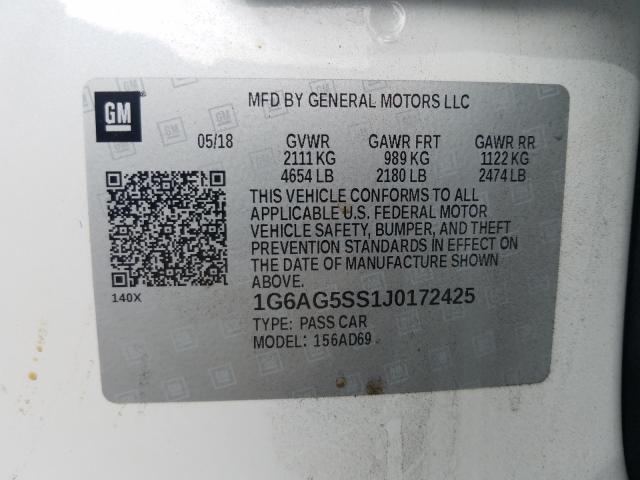 GM
MFD BY GENERAL MOTORS LLC
05/18 GVWR GAWR FRT GAWR RR
2111 KG 989 KG 1122 KG
4654 LB 2180 LB 2474 LB
THIS VEHICLE CONFORMS TO ALL
APPLICABLE U.S. FEDERAL MOTOR
VEHICLE SAFETY, BUMPER, AND THEFT
PREVENTION STANDARDS IN EFFECT ON
THE DATE OF MANUFACTURE SHOWN
ABOVE.
140X
1G6AG5SS1J0172425
TYPE: PASS CAR
MODEL: 156AD69